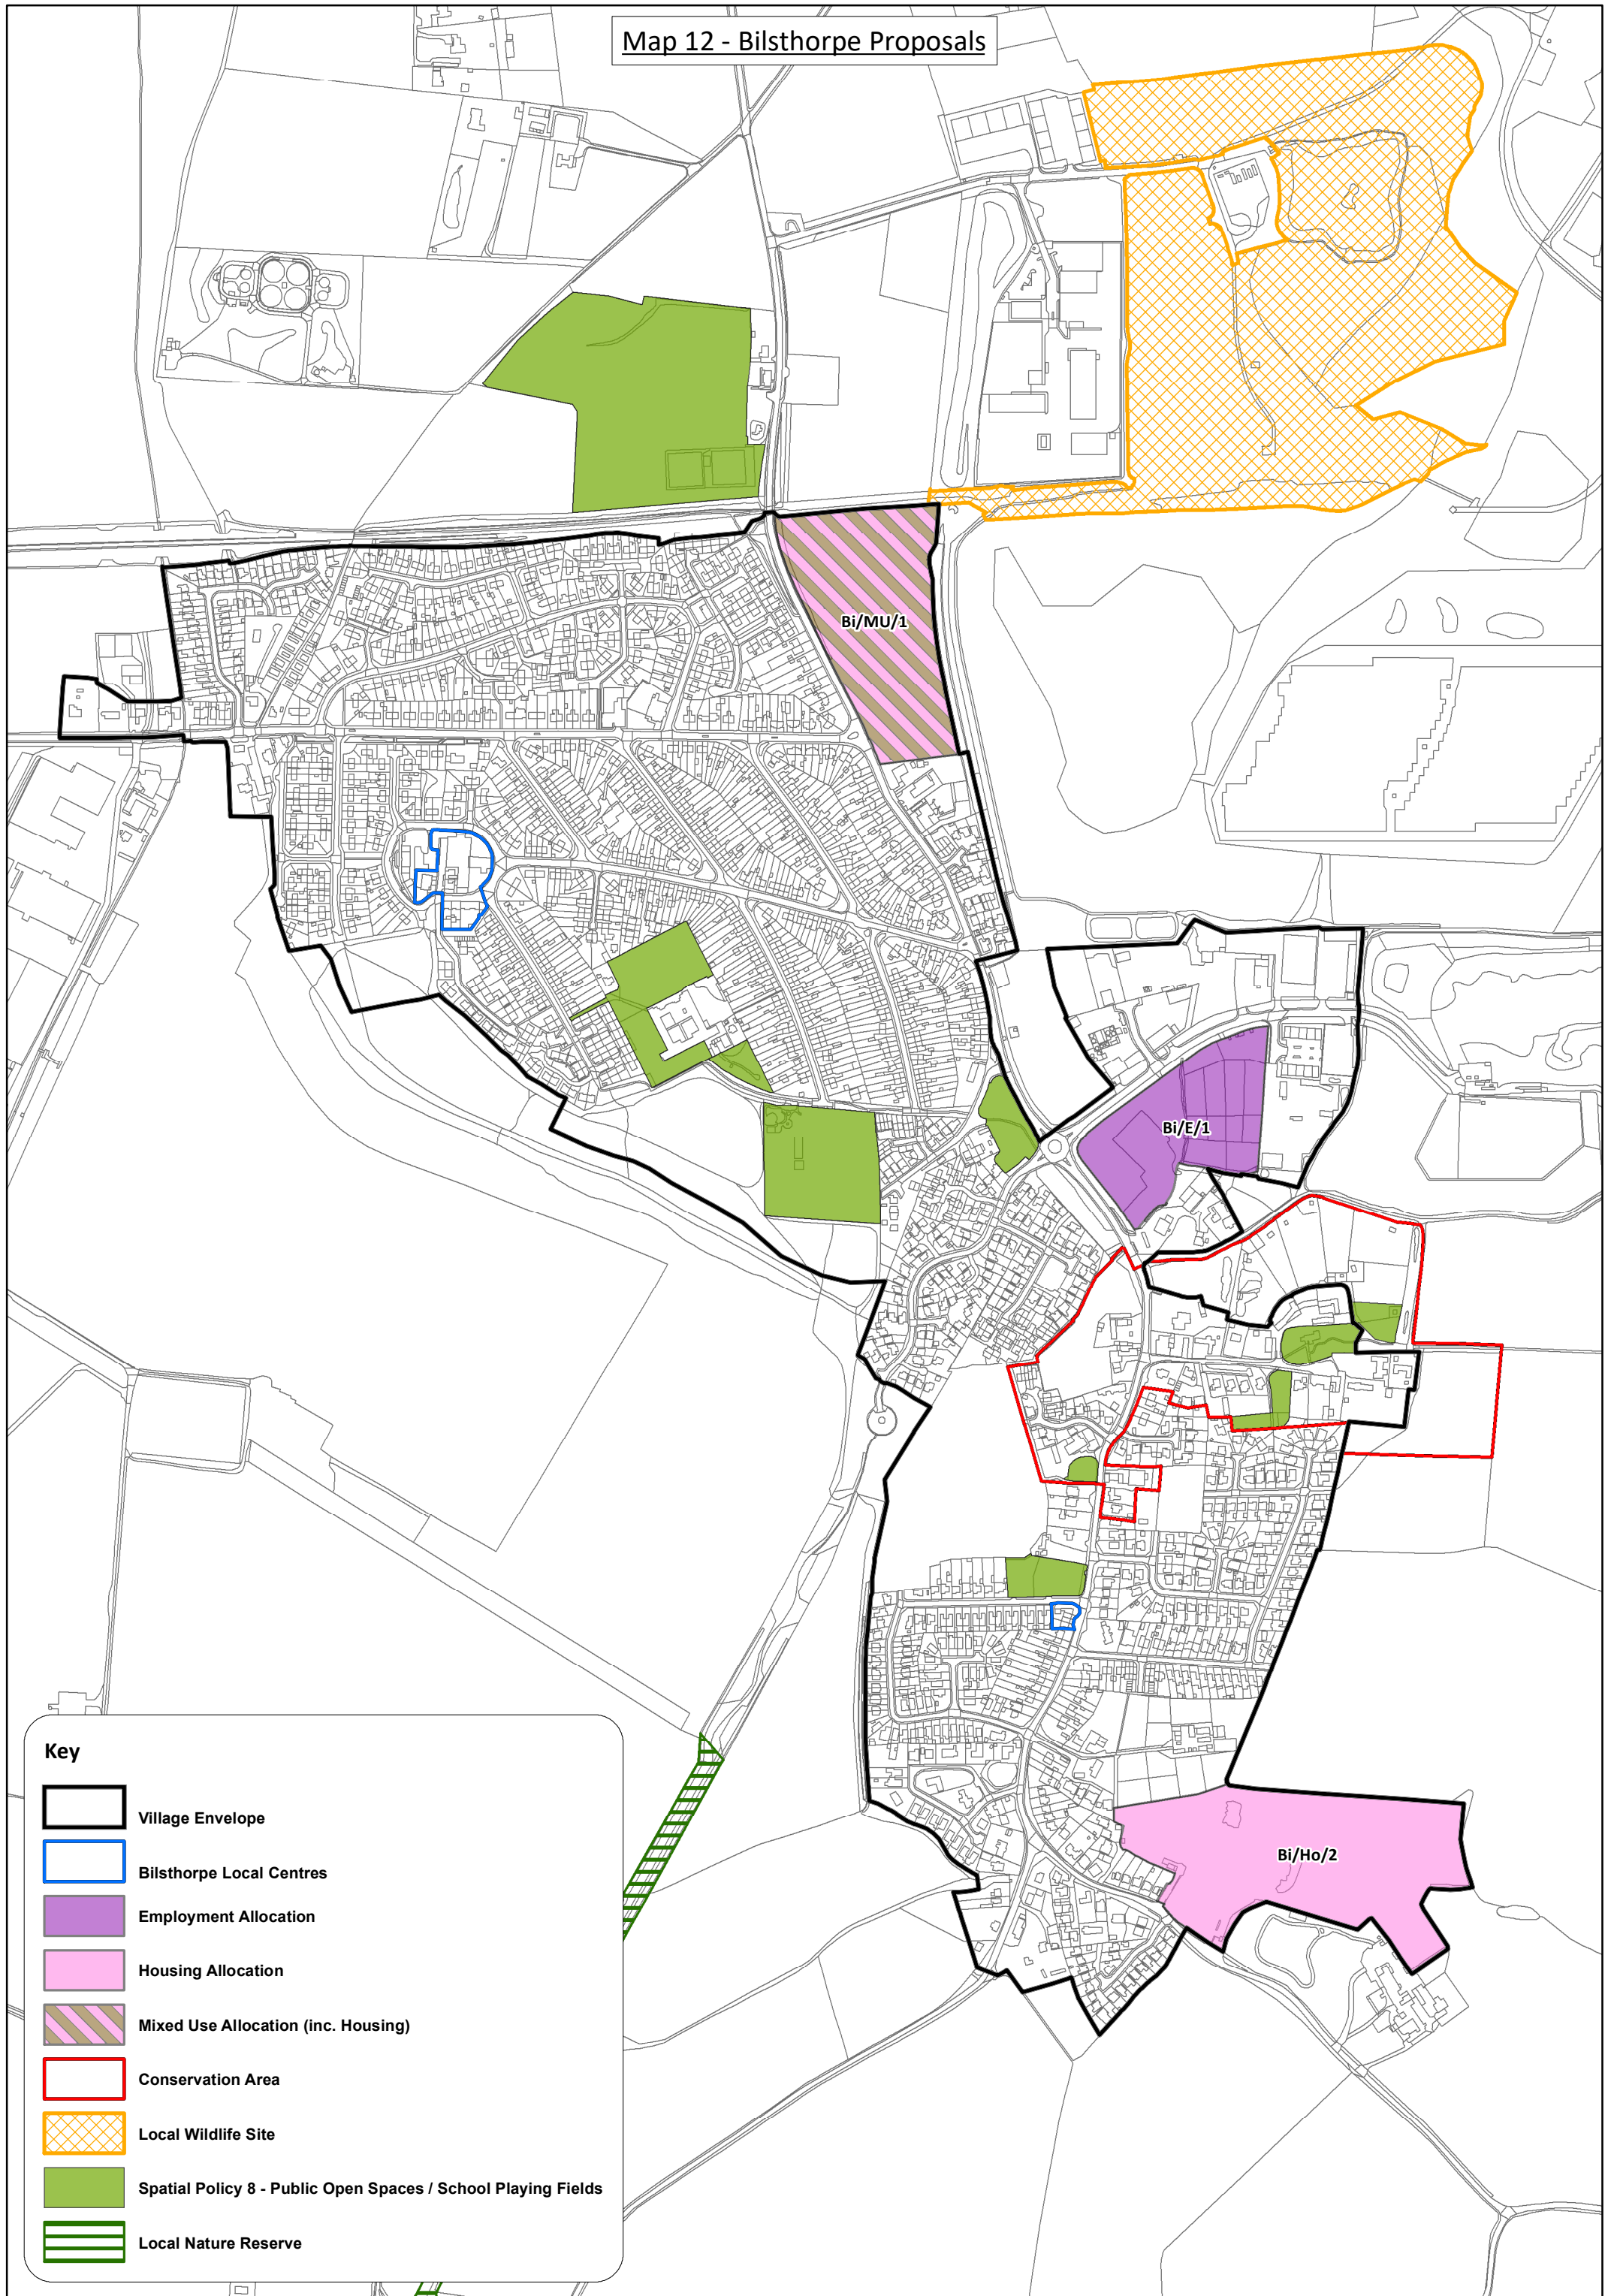 Map 12 - Bilsthorpe Proposals
Bi/MU/1
Bi/E/1
Bi/Ho/2
Key
Village Envelope
Bilsthorpe Local Centres
Employment Allocation
Housing Allocation
Mixed Use Allocation (inc. Housing)
Conservation Area
Local Wildlife Site
Spatial Policy 8 - Public Open Spaces / School Playing Fields
Local Nature Reserve